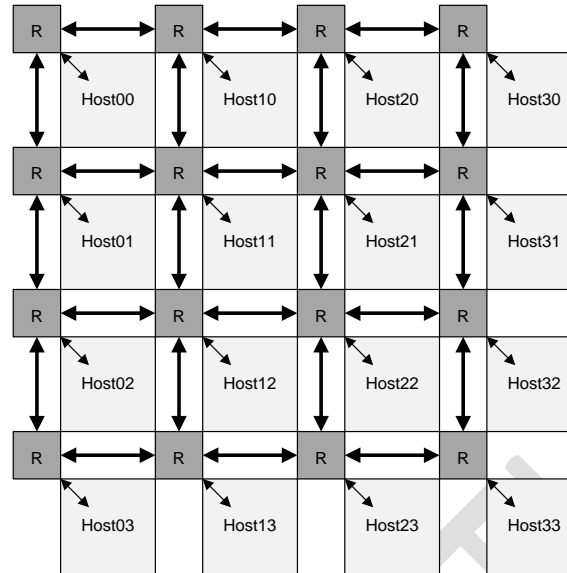 R R R R
Host00 Host10 Host20 Host30
R R R R
Host01 Host11 Host21 Host31
R R R R
Host02 Host12 Host22 Host32
R R R R
Host03 Host13 Host23 Host33